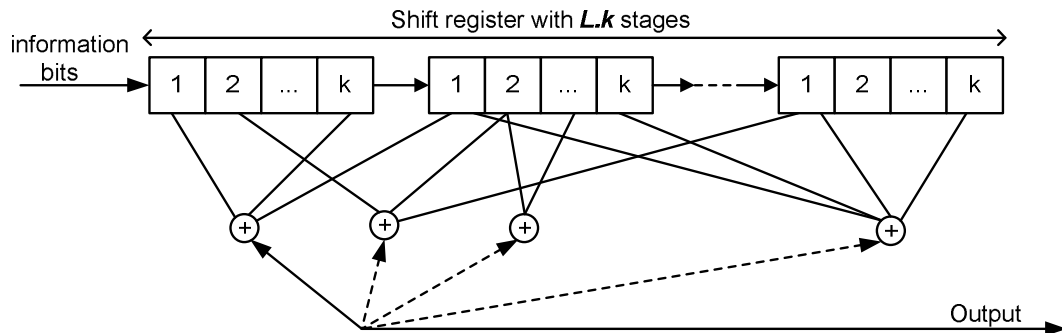 Shift register with L.k stages
information
bits
1 2 ... k 1 2 ... k 1 2 ... k
+ + + +
Output